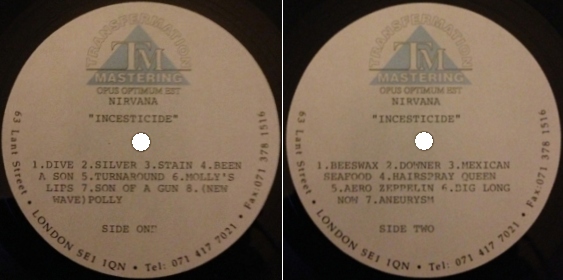 TRANSFERMATION
TM
MASTERING
OPUS OPTIMUM EST
NIRVANA
"INCESTICIDE"
1.DIVE 2.SILVER 3.STAIN 4.BEEN
A SON 5.TURNAROUND 6.MOLLY'S
LIPS 7.SON OF A GUN 8.(NEW
WAVE)POLLY
SIDE ONE
63 Lant Street • LONDON SE1 1QN • Tel: 071 417 7021 • Fax:071 378 1516
TRANSFERMATION
TM
MASTERING
OPUS OPTIMUM EST
NIRVANA
"INCESTICIDE"
1.BEESWAX 2.DOWNER 3.MEXICAN
SEAFOOD 4.HAIRSPRAY QUEEN
5.AERO ZEPPELIN 6.DIG LONG
NOW 7.ANEURYSM
SIDE TWO
63 Lant Street • LONDON SE1 1QN • Tel: 071 417 7021 • Fax:071 378 1516